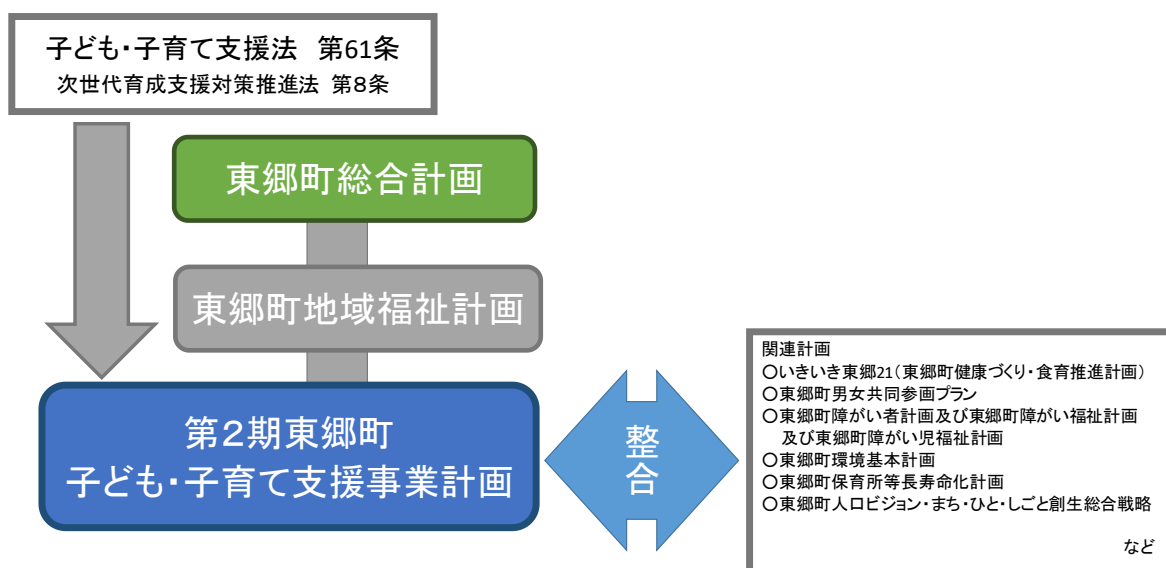 子ども・子育て支援法 第61条
次世代育成支援対策推進法 第8条
東郷町総合計画
東郷町地域福祉計画
第2期東郷町
子ども・子育て支援事業計画
整合
関連計画
○いきいき東郷21(東郷町健康づくり・食育推進計画)
○東郷町男女共同参画プラン
○東郷町障がい者計画及び東郷町障がい福祉計画
及び東郷町障がい児福祉計画
○東郷町環境基本計画
○東郷町保育所等長寿命化計画
○東郷町人口ビジョン・まち・ひと・しごと創生総合戦略
など